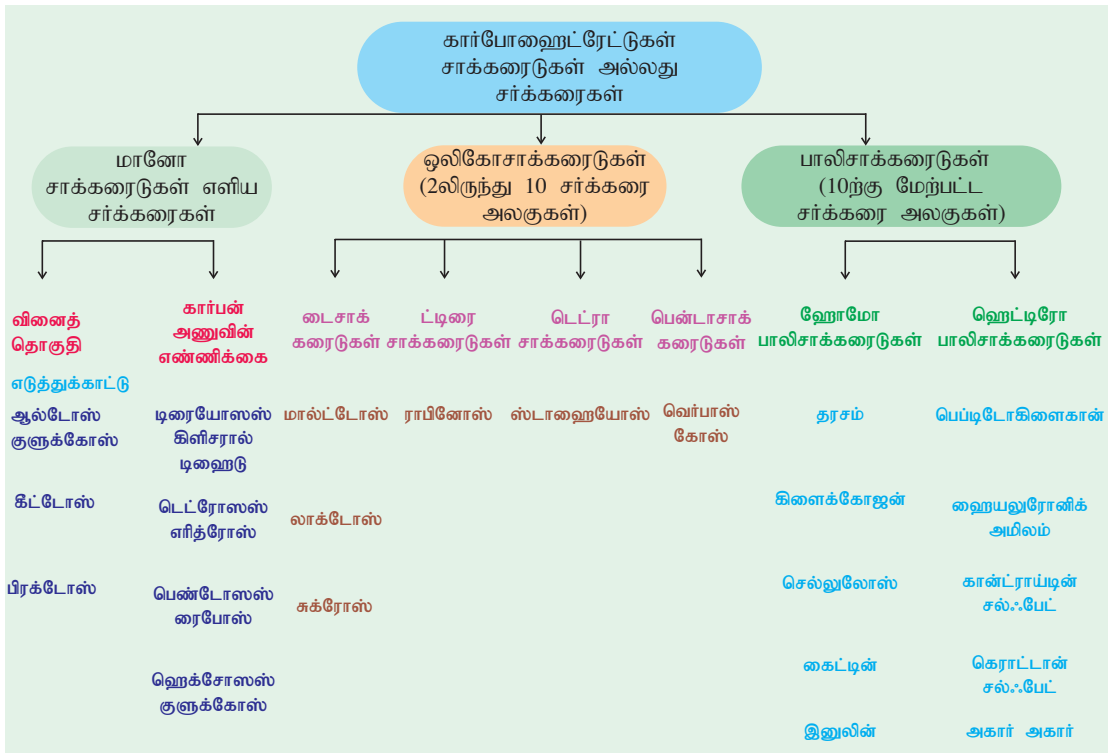 கார்போஹைட்ரேட்டுகள்
சாக்கரைடுகள் அல்லது
சர்க்கரைகள்
மானோ
சாக்கரைடுகள் எளிய
சர்க்கரைகள்
ஒலிகோசாக்கரைடுகள்
(2லிருந்து 10 சர்க்கரை
அலகுகள்)
பாலிசாக்கரைடுகள்
(10ற்கு மேற்பட்ட
சர்க்கரை அலகுகள்)
வினைத்
தொகுதி
எடுத்துக்காட்டு
ஆல்டோஸ்
குளுக்கோஸ்
கீட்டோஸ்
பிரக்டோஸ்
கார்பன்
அணுவின்
எண்ணிக்கை
டிரையோஸஸ்
கிளிசரால்
டிஹைடு
டெட்ரோஸஸ்
எரித்ரோஸ்
பெண்டோஸஸ்
ரைபோஸ்
ஹெக்சோஸஸ்
குளுக்கோஸ்
டைசாக்
கரைடுகள்
மால்ட்டோஸ்
லாக்டோஸ்
சுக்ரோஸ்
ட்டிரை
சாக்கரைடுகள்
ராபினோஸ்
டெட்ரா
சாக்கரைடுகள்
ஸ்டாஹையோஸ்
பென்டாசாக்
கரைடுகள்
வெர்பாஸ்
கோஸ்
ஹோமோ
பாலிசாக்கரைடுகள்
தரசம்
கிளைக்கோஜன்
செல்லுலோஸ்
கைட்டின்
இனுலின்
ஹெட்டிரோ
பாலிசாக்கரைடுகள்
பெப்டிடோகிளைகான்
ஹையலுரோனிக்
அமிலம்
கான்ட்ராய்டின்
சல்ஃபேட்
கெராட்டான்
சல்ஃபேட்
அகார் அகார்